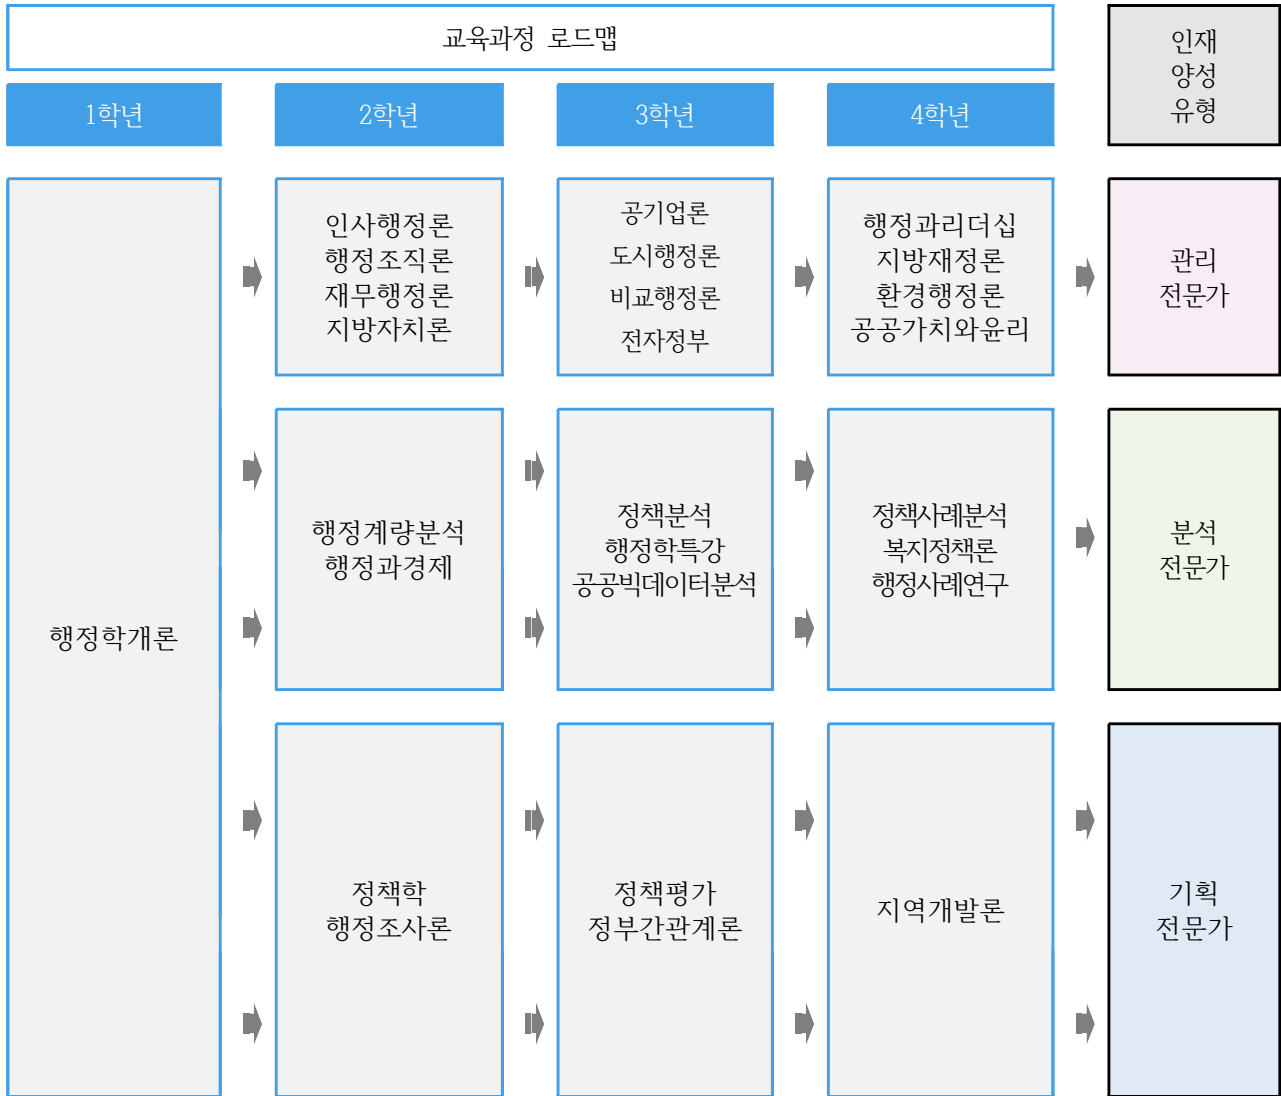 교육과정 로드맵
인재
양성
유형
1학년
2학년
3학년
4학년
행정학개론
인사행정론
행정조직론
재무행정론
지방자치론
공기업론
도시행정론
비교행정론
전자정부
행정과리더십
지방재정론
환경행정론
공공가치와윤리
관리
전문가
행정계량분석
행정과경제
정책분석
행정학특강
공공빅데이터분석
정책사례분석
복지정책론
행정사례연구
분석
전문가
정책학
행정조사론
정책평가
정부간관계론
지역개발론
기획
전문가